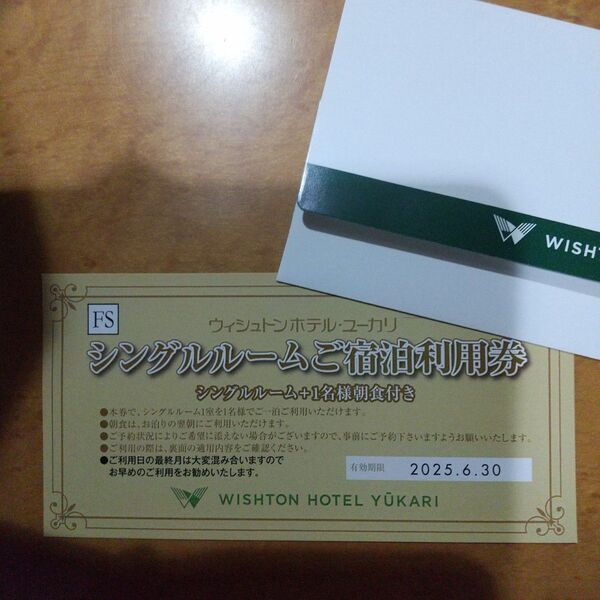 WISHTON
FS
ウィシュトンホテル・ユーカリ
シングルルームご宿泊利用券
シングルルーム+1名様朝食付き
●本券で、シングルルーム1室を1名様でご一泊ご利用いただけます。
●朝食は、お泊りの翌朝にご利用いただけます。
●ご予約状況によりご希望に添えない場合がございますので、事前にご予約下さいますようお願いいたします。
●ご利用の際は、裏面の適用内容をご確認ください。
●ご利用日の最終月は大変混み合いますので
お早めのご利用をお勧めいたします。
有効期限 2025.6.30
WISHTON HOTEL YŪKARI